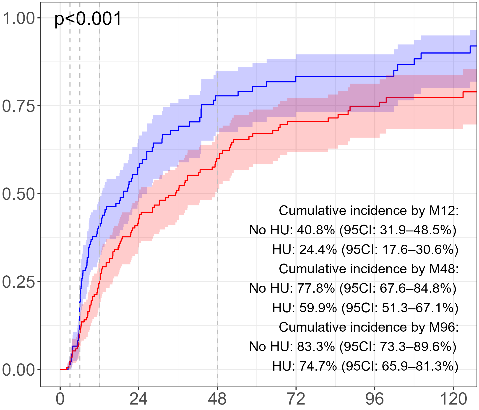 1.00
p<0.001
0.75
0.50
0.25
0.00
Cumulative incidence by M12:
No HU: 40.8% (95CI: 31.9–48.5%)
HU: 24.4% (95CI: 17.6–30.6%)
Cumulative incidence by M48:
No HU: 77.8% (95CI: 67.6–84.8%)
HU: 59.9% (95CI: 51.3–67.1%)
Cumulative incidence by M96:
No HU: 83.3% (95CI: 73.3–89.6%)
HU: 74.7% (95CI: 65.9–81.3%)
0 24 48 72 96 120